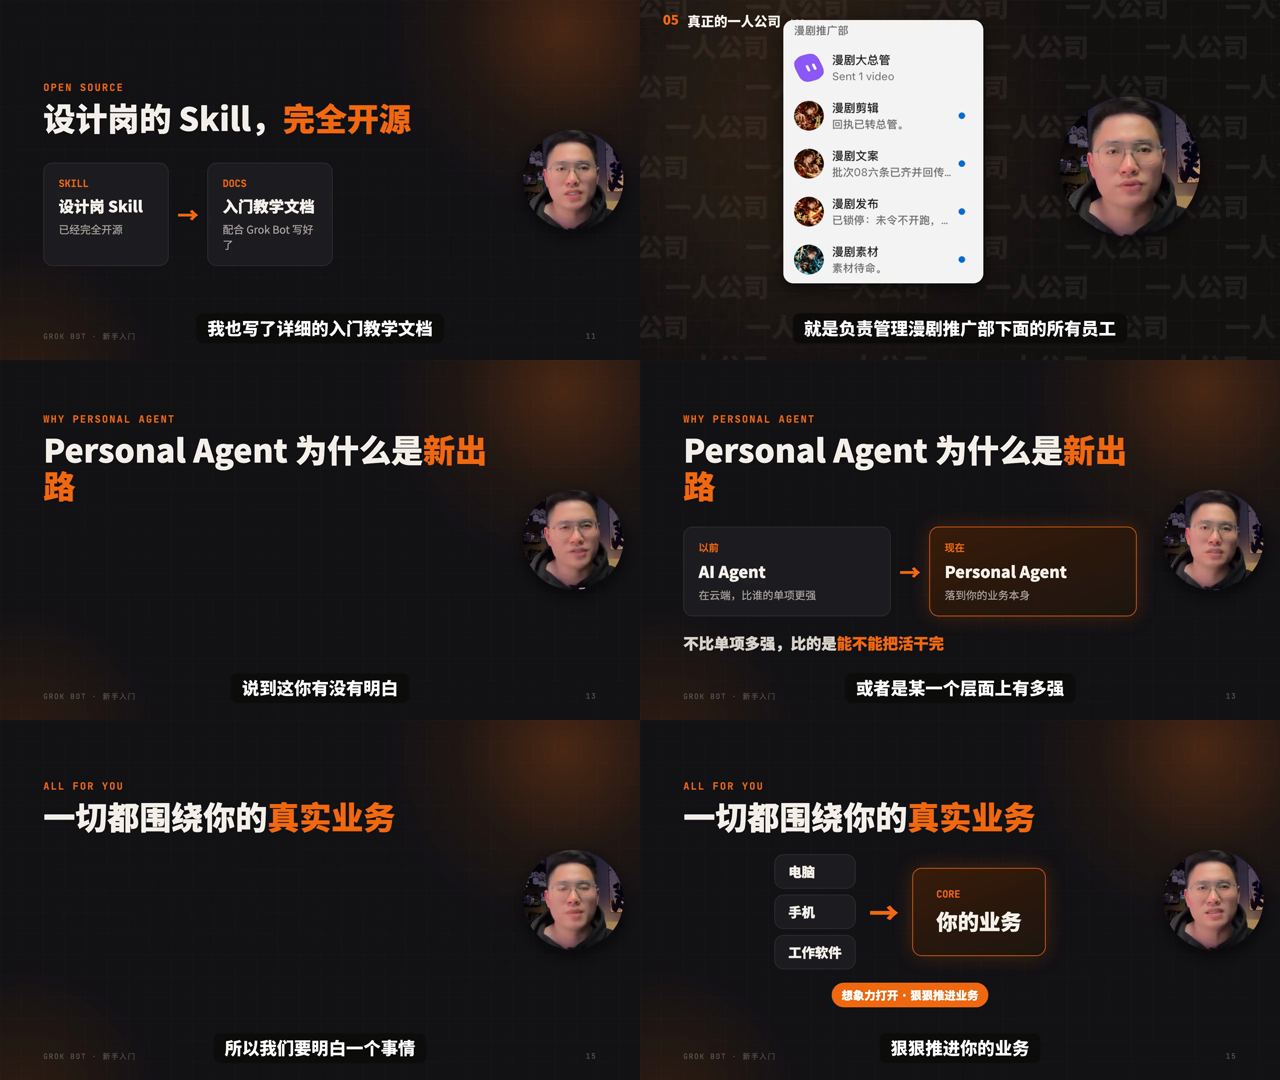 OPEN SOURCE
设计岗的 Skill，完全开源
SKILL
设计岗 Skill
已经完全开源
→
DOCS
入门教学文档
配合 Grok Bot 写好
了
我也写了详细的入门教学文档
GROK BOT · 新手入门
11
05 真正的一人公司
漫剧推广部
漫剧大总管
Sent 1 video
漫剧剪辑
回执已转总管。
漫剧文案
批次08六条已齐并回传...
漫剧发布
已锁停：未令不开跑，...
漫剧素材
素材待命。
一人公司
就是负责管理漫剧推广部下面的所有员工
WHY PERSONAL AGENT
Personal Agent 为什么是新出
路
说到这你有没有明白
GROK BOT · 新手入门
13
WHY PERSONAL AGENT
Personal Agent 为什么是新出
路
以前
AI Agent
在云端，比谁的单项更强
→
现在
Personal Agent
落到你的业务本身
不比单项多强，比的是能不能把活干完
或者是某一个层面上有多强
GROK BOT · 新手入门
13
ALL FOR YOU
一切都围绕你的真实业务
所以我们要明白一个事情
GROK BOT · 新手入门
15
ALL FOR YOU
一切都围绕你的真实业务
电脑
手机
工作软件
→
CORE
你的业务
想象力打开 · 狠狠推进业务
狠狠推进你的业务
GROK BOT · 新手入门
15